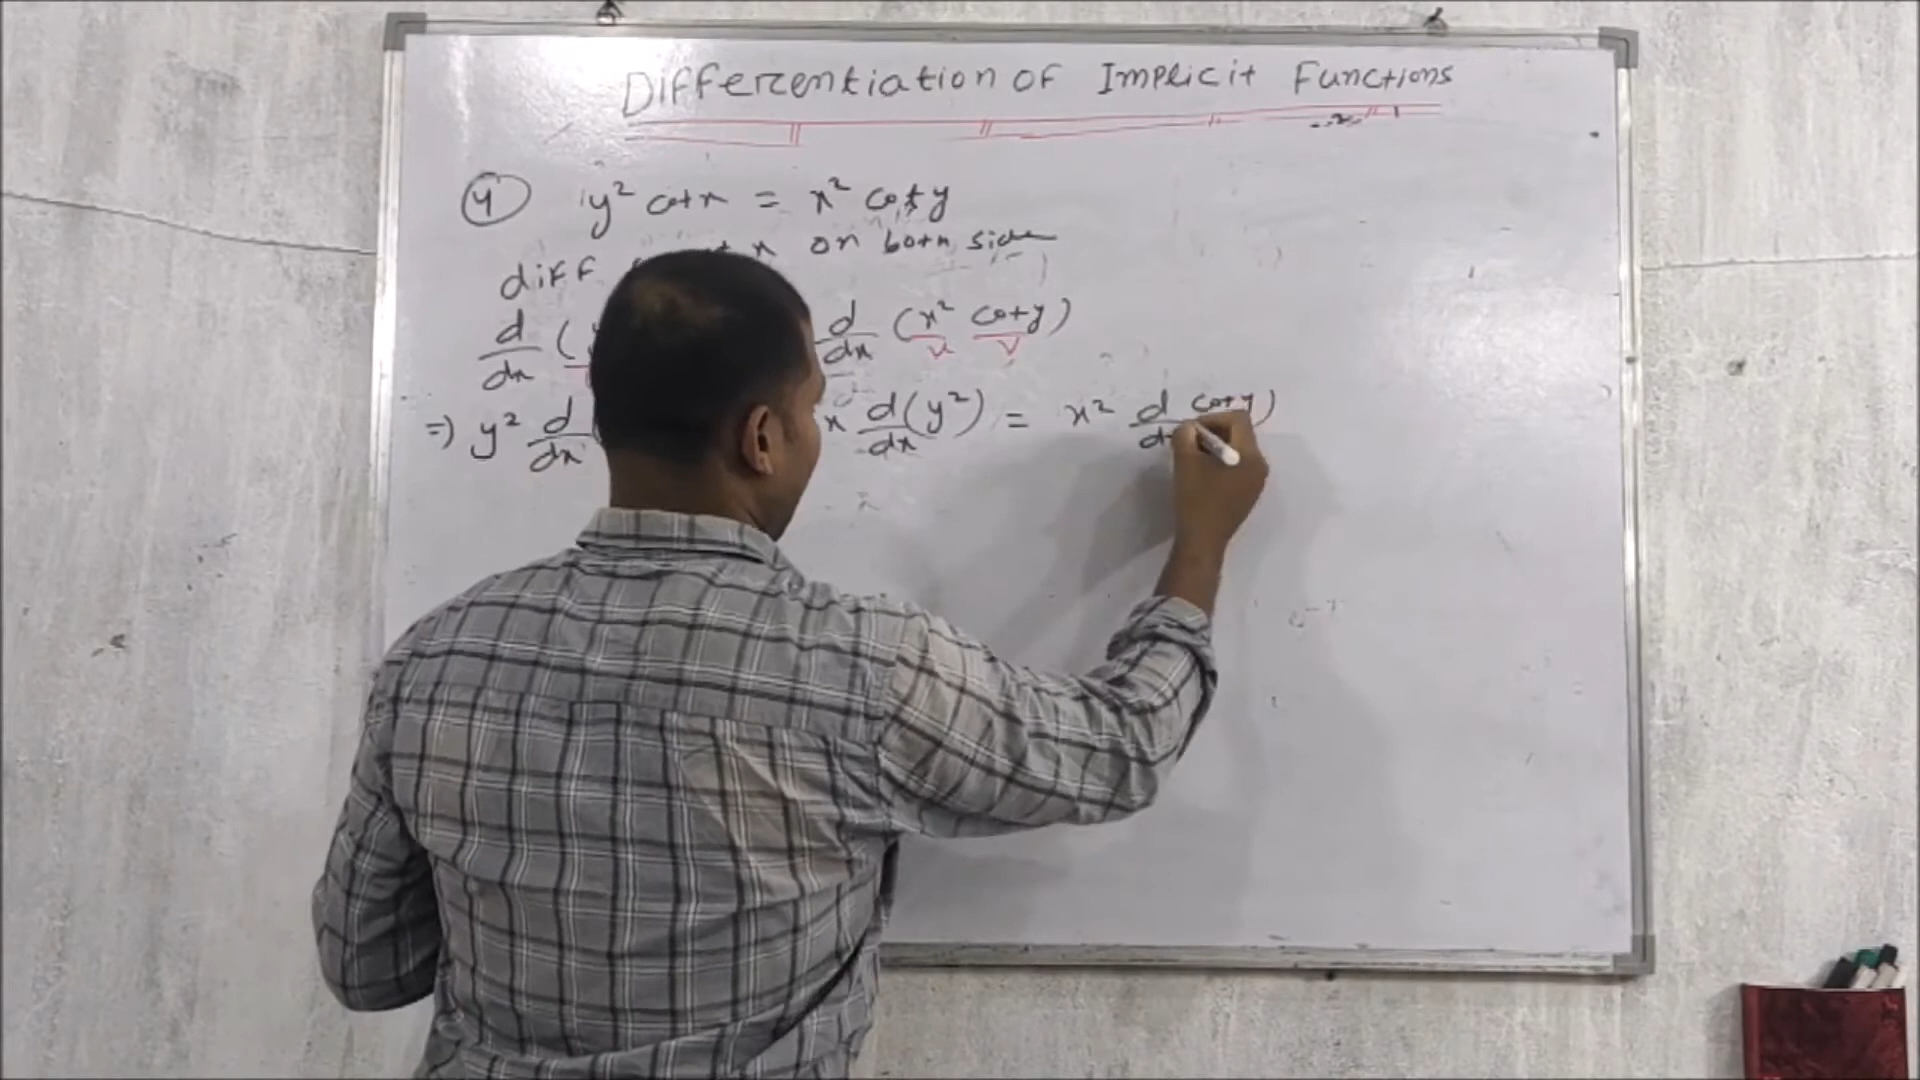 Differentiation of Implicit Functions
④ y² cotx = x² coty
diff x on both side
d/dx ( d/dx (x² coty)
u v
⇒ y² d/dx x d(y²)/dx = x² d/dx coty)